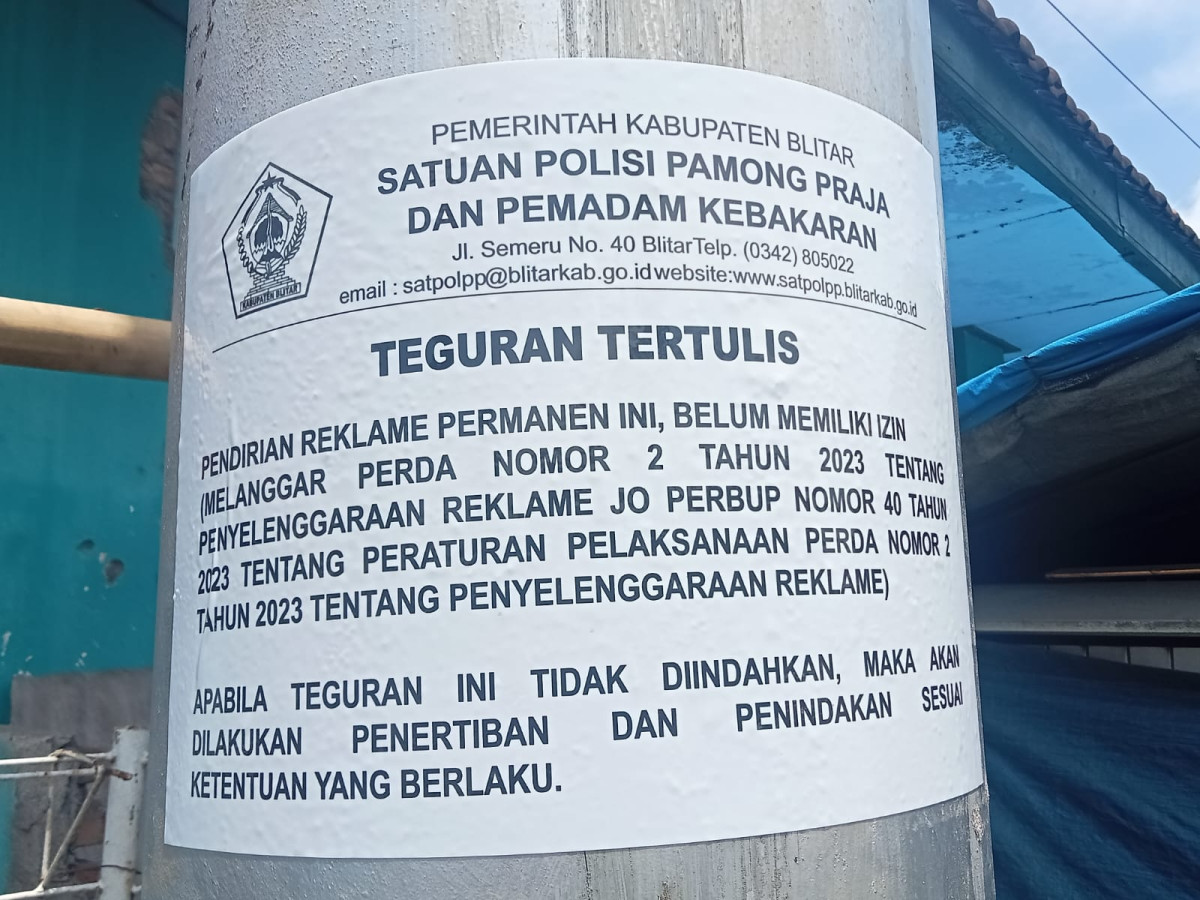 PEMERINTAH KABUPATEN BLITAR
SATUAN POLISI PAMONG PRAJA
DAN PEMADAM KEBAKARAN
Jl. Semeru No. 40 BlitarTelp. (0342) 805022
email : satpolpp@blitarkab.go.idwebsite:www.satpolpp.blitarkab.go.id
KABUPATEN BLITAR
TEGURAN TERTULIS
PENDIRIAN REKLAME PERMANEN INI, BELUM MEMILIKI IZIN
(MELANGGAR PERDA NOMOR 2 TAHUN 2023 TENTANG
PENYELENGGARAAN REKLAME JO PERBUP NOMOR 40 TAHUN
2023 TENTANG PERATURAN PELAKSANAAN PERDA NOMOR 2
TAHUN 2023 TENTANG PENYELENGGARAAN REKLAME)
APABILA TEGURAN INI TIDAK DIINDAHKAN, MAKA AKAN
DILAKUKAN PENERTIBAN DAN PENINDAKAN SESUAI
KETENTUAN YANG BERLAKU.